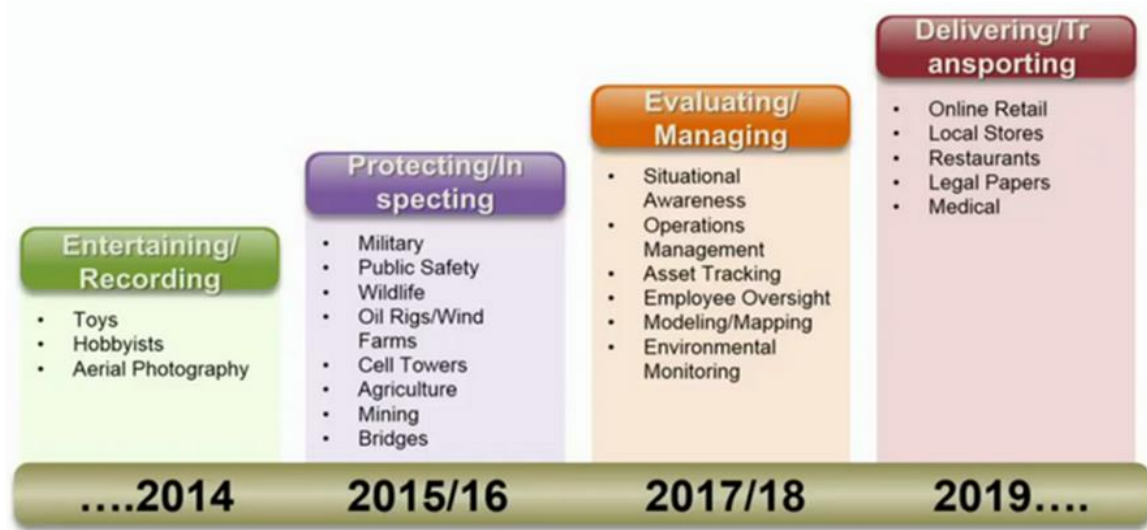 Entertaining/
Recording
• Toys
• Hobbyists
• Aerial Photography
Protecting/In
specting
• Military
• Public Safety
• Wildlife
• Oil Rigs/Wind
Farms
• Cell Towers
• Agriculture
• Mining
• Bridges
Evaluating/
Managing
• Situational
Awareness
• Operations
Management
• Asset Tracking
• Employee Oversight
• Modeling/Mapping
• Environmental
Monitoring
Delivering/Tr
ansporting
• Online Retail
• Local Stores
• Restaurants
• Legal Papers
• Medical
....2014
2015/16
2017/18
2019....